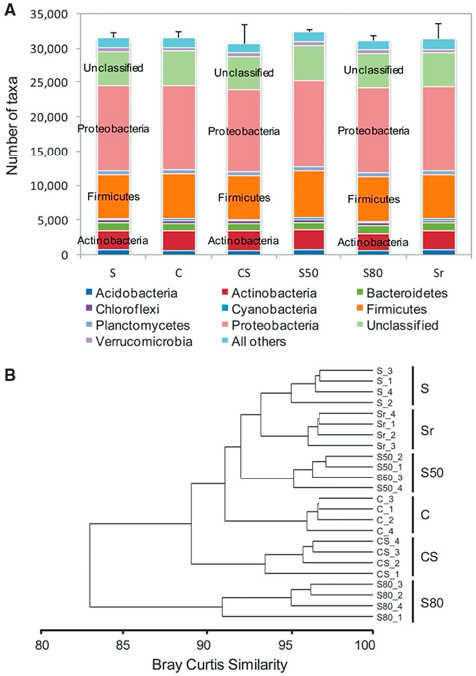 A
Number of taxa
35,000
30,000
25,000
20,000
15,000
10,000
5,000
0
Unclassified
Unclassified
Unclassified
Proteobacteria
Proteobacteria
Proteobacteria
Firmicutes
Firmicutes
Firmicutes
Actinobacteria
Actinobacteria
Actinobacteria
S C CS S50 S80 Sr
Acidobacteria Actinobacteria Bacteroidetes
Chloroflexi Cyanobacteria Firmicutes
Planctomycetes Proteobacteria Unclassified
Verrucomicrobia All others
B
S_3
S_1
S_4
S_2
S
Sr_4
Sr_1
Sr_2
Sr_3
Sr
S50_2
S50_1
S50_3
S50_4
S50
C_3
C_1
C_2
C_4
C
CS_4
CS_3
CS_2
CS_1
CS
S80_3
S80_2
S80_4
S80_1
S80
80 85 90 95 100
Bray Curtis Similarity